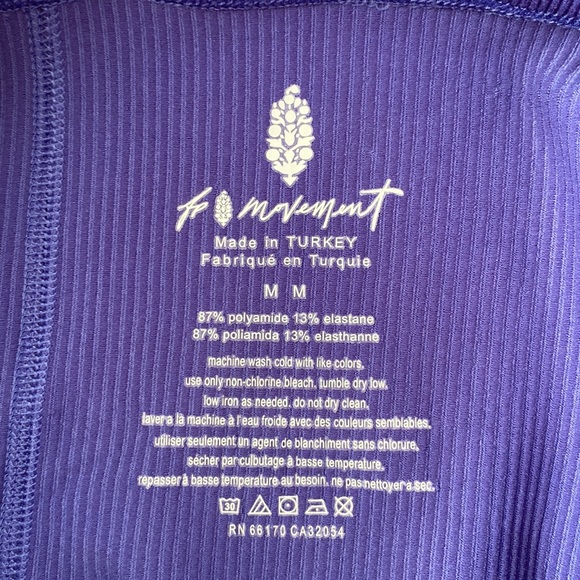 fp movement
Made in TURKEY
Fabriqué en Turquie
M M
87% polyamide 13% elastane
87% poliamida 13% elasthanne
machine wash cold with like colors.
use only non-chlorine bleach, tumble dry low.
low iron as needed. do not dry clean.
laver a là machine à l'eau froide avec des couleurs semblables.
utiliser seulement un agent de blanchiment sans chlorure.
sécher par culbutage à basse temperature.
répasser à basse temperature au besoin. ne pas nettoyer a sec.
30
RN 66170 CA32054